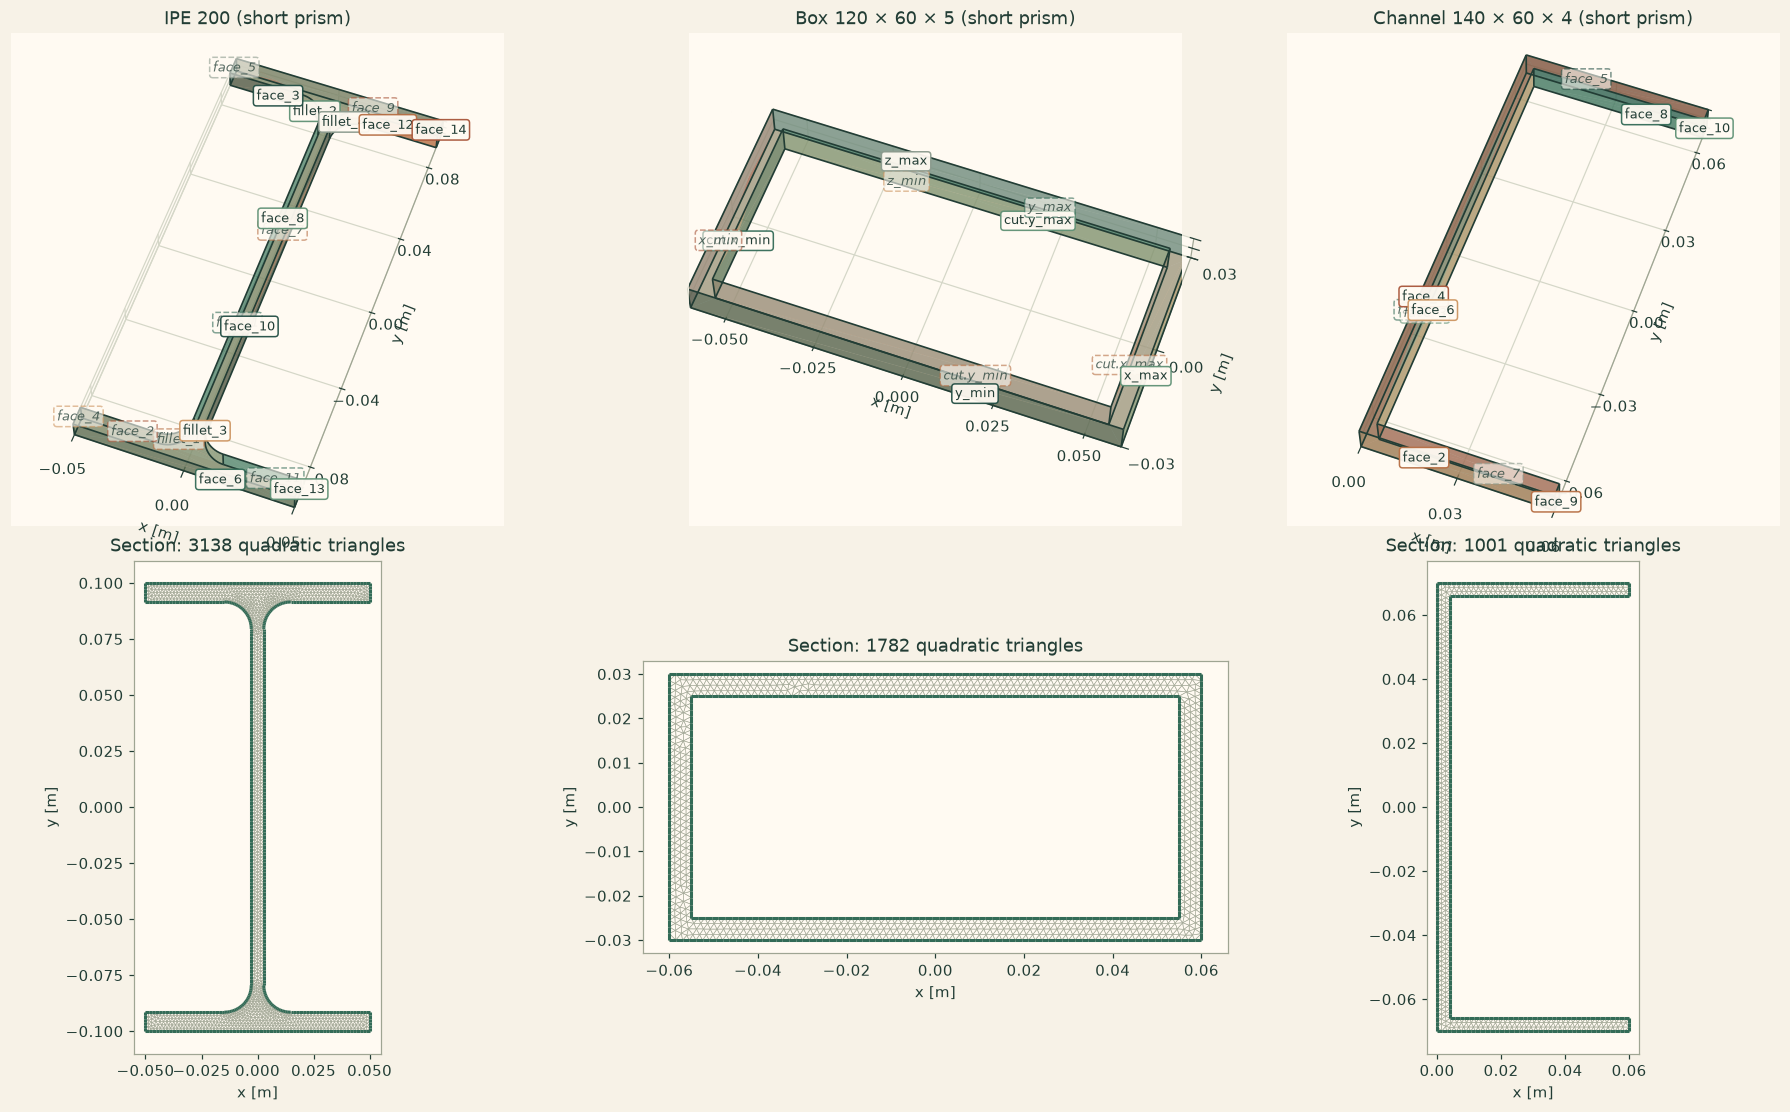 IPE 200 (short prism)
face_5
face_3
face_9
face_12
face_14
0.08
face_8
face_7
0.04
face_10
0.00
y [m]
−0.04
face_4
face_2
fillet_3
−0.05
face_6
face_11
face_13
0.00
x [m]
0.05
Box 120 × 60 × 5 (short prism)
z_max
z_min
y_max
cut.y_max
x_min
0.03
−0.050
−0.025
0.000
x [m]
cut.x_max
0.00
y [m]
x_max
cut.y_min
y_min
0.025
0.050
−0.03
Channel 140 × 60 × 4 (short prism)
face_5
face_8
face_10
0.06
0.03
face_4
face_6
0.00
y [m]
−0.03
face_2
face_7
face_9
0.00
0.03
x [m]
0.06
Section: 3138 quadratic triangles
0.100
0.075
0.050
0.025
0.000
−0.025
−0.050
−0.075
−0.100
y [m]
−0.050 −0.025 0.000 0.025 0.050
x [m]
Section: 1782 quadratic triangles
0.03
0.02
0.01
0.00
−0.01
−0.02
−0.03
y [m]
−0.06 −0.04 −0.02 0.00 0.02 0.04 0.06
x [m]
Section: 1001 quadratic triangles
0.06
0.04
0.02
0.00
−0.02
−0.04
−0.06
y [m]
0.00 0.02 0.04 0.06
x [m]